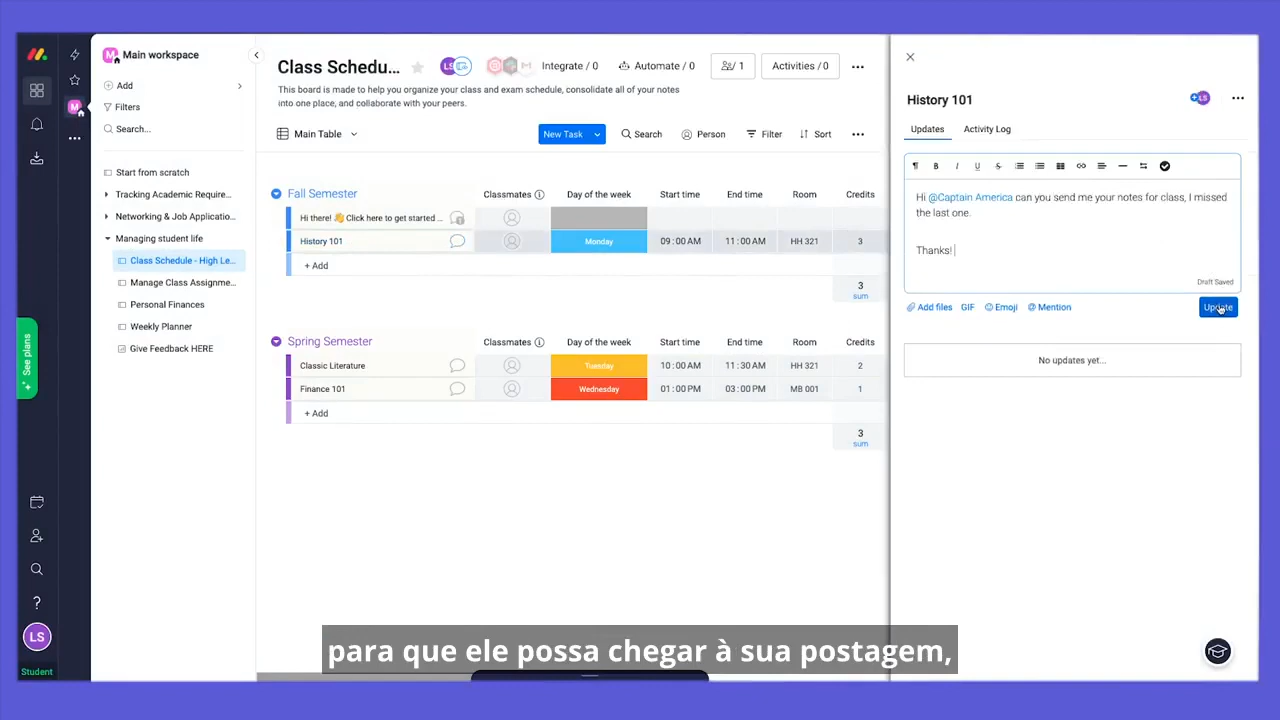 Main workspace
Add
Filters
Search...
Start from scratch
Tracking Academic Require...
Networking & Job Applicatio...
Managing student life
Class Schedule - High Le...
Manage Class Assignme...
Personal Finances
Weekly Planner
Give Feedback HERE
See plans
LS
Student
Class Schedu...
LS
Integrate / 0
Automate / 0
/ 1
Activities / 0
This board is made to help you organize your class and exam schedule, consolidate all of your notes
into one place, and collaborate with your peers.
Main Table
New Task
Search
Person
Filter
Sort
Fall Semester
Classmates
Day of the week
Start time
End time
Room
Credits
Hi there! 👋 Click here to get started ...
History 101
Monday
09:00 AM
11:00 AM
HH 321
3
+ Add
3
sum
Spring Semester
Classmates
Day of the week
Start time
End time
Room
Credits
Classic Literature
Tuesday
10:00 AM
11:30 AM
HH 321
2
Finance 101
Wednesday
01:00 PM
03:00 PM
MB 001
1
+ Add
3
sum
History 101
LS
Updates
Activity Log
Hi @Captain America can you send me your notes for class, I missed
the last one.
Thanks!
Draft Saved
Add files
GIF
Emoji
Mention
Update
No updates yet...
para que ele possa chegar à sua postagem,